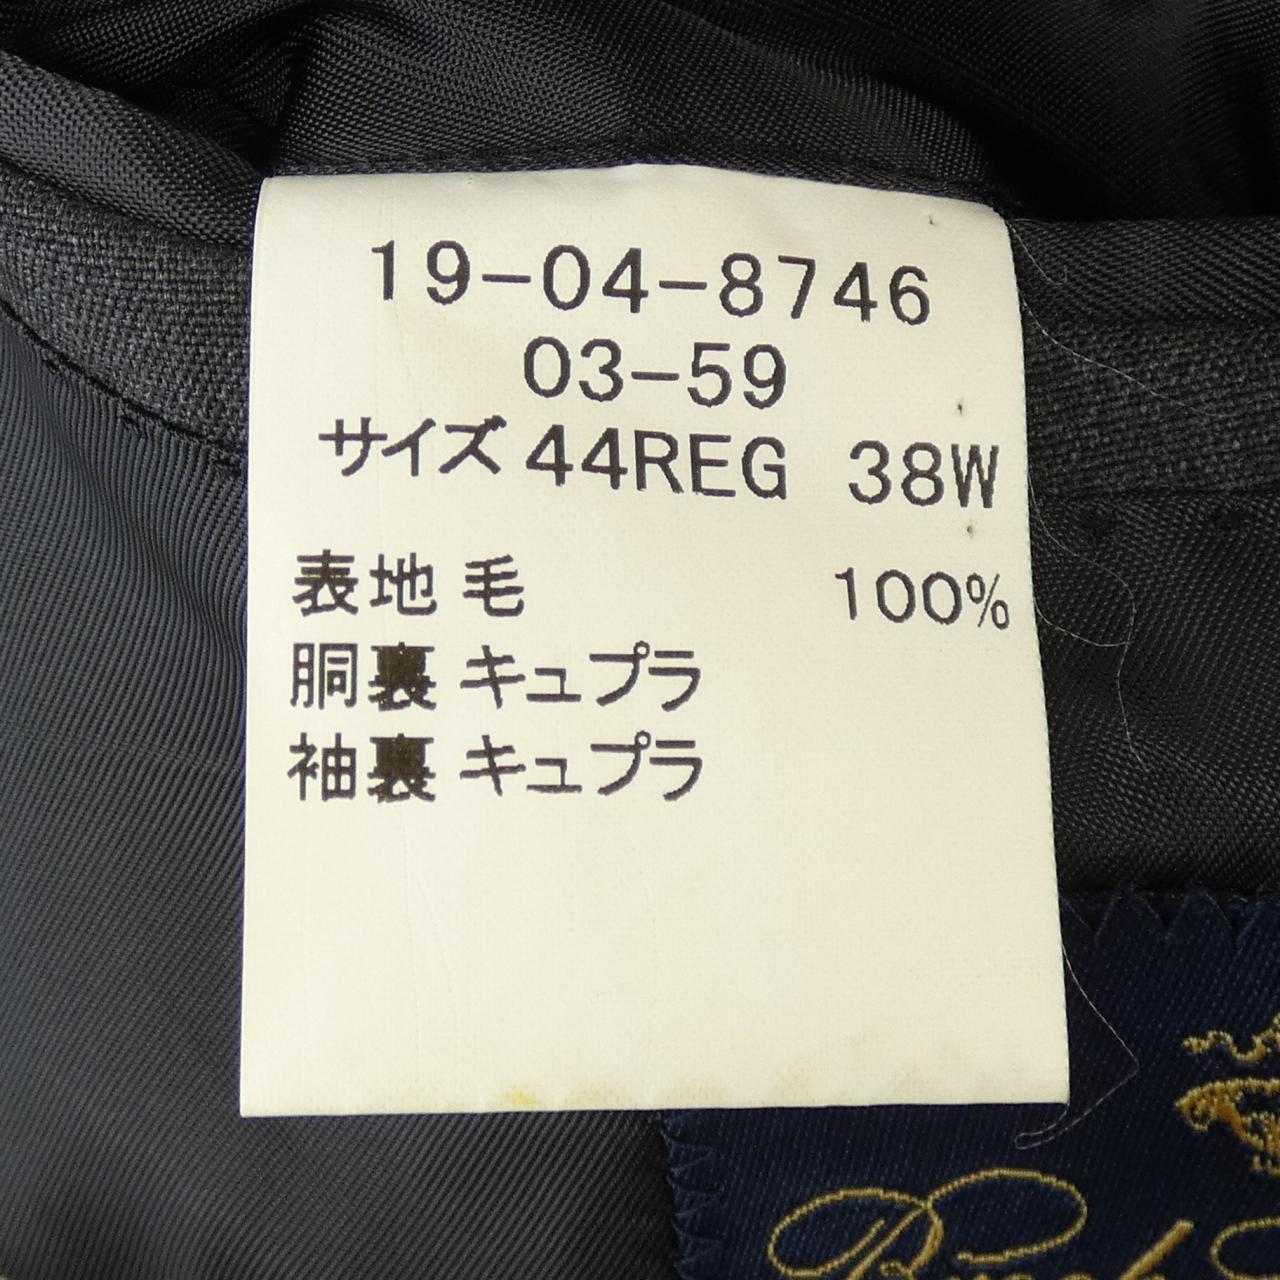 19-04-8746
03-59
サイズ 44REG 38W
表地 毛 100%
胴裏 キュプラ
袖裏 キュプラ